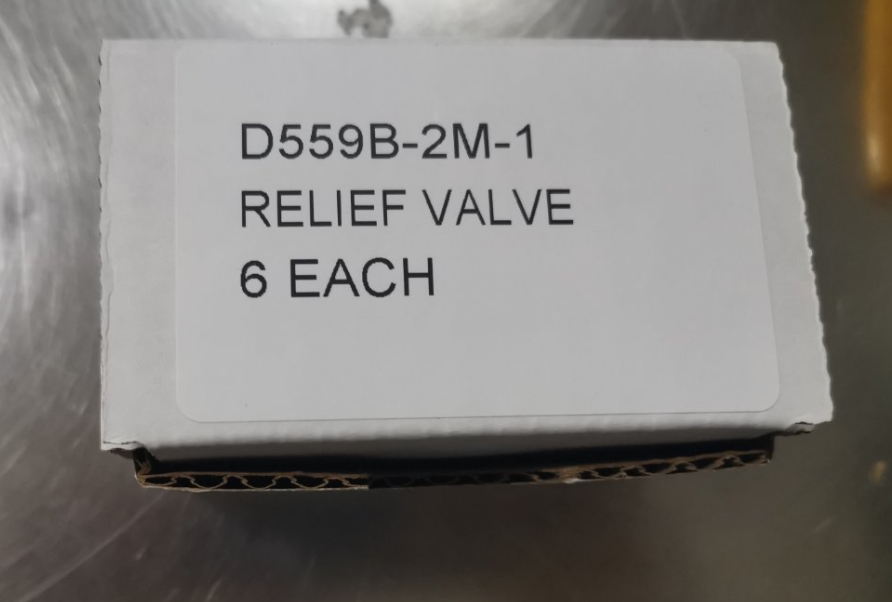 D559B-2M-1
RELIEF VALVE
6 EACH